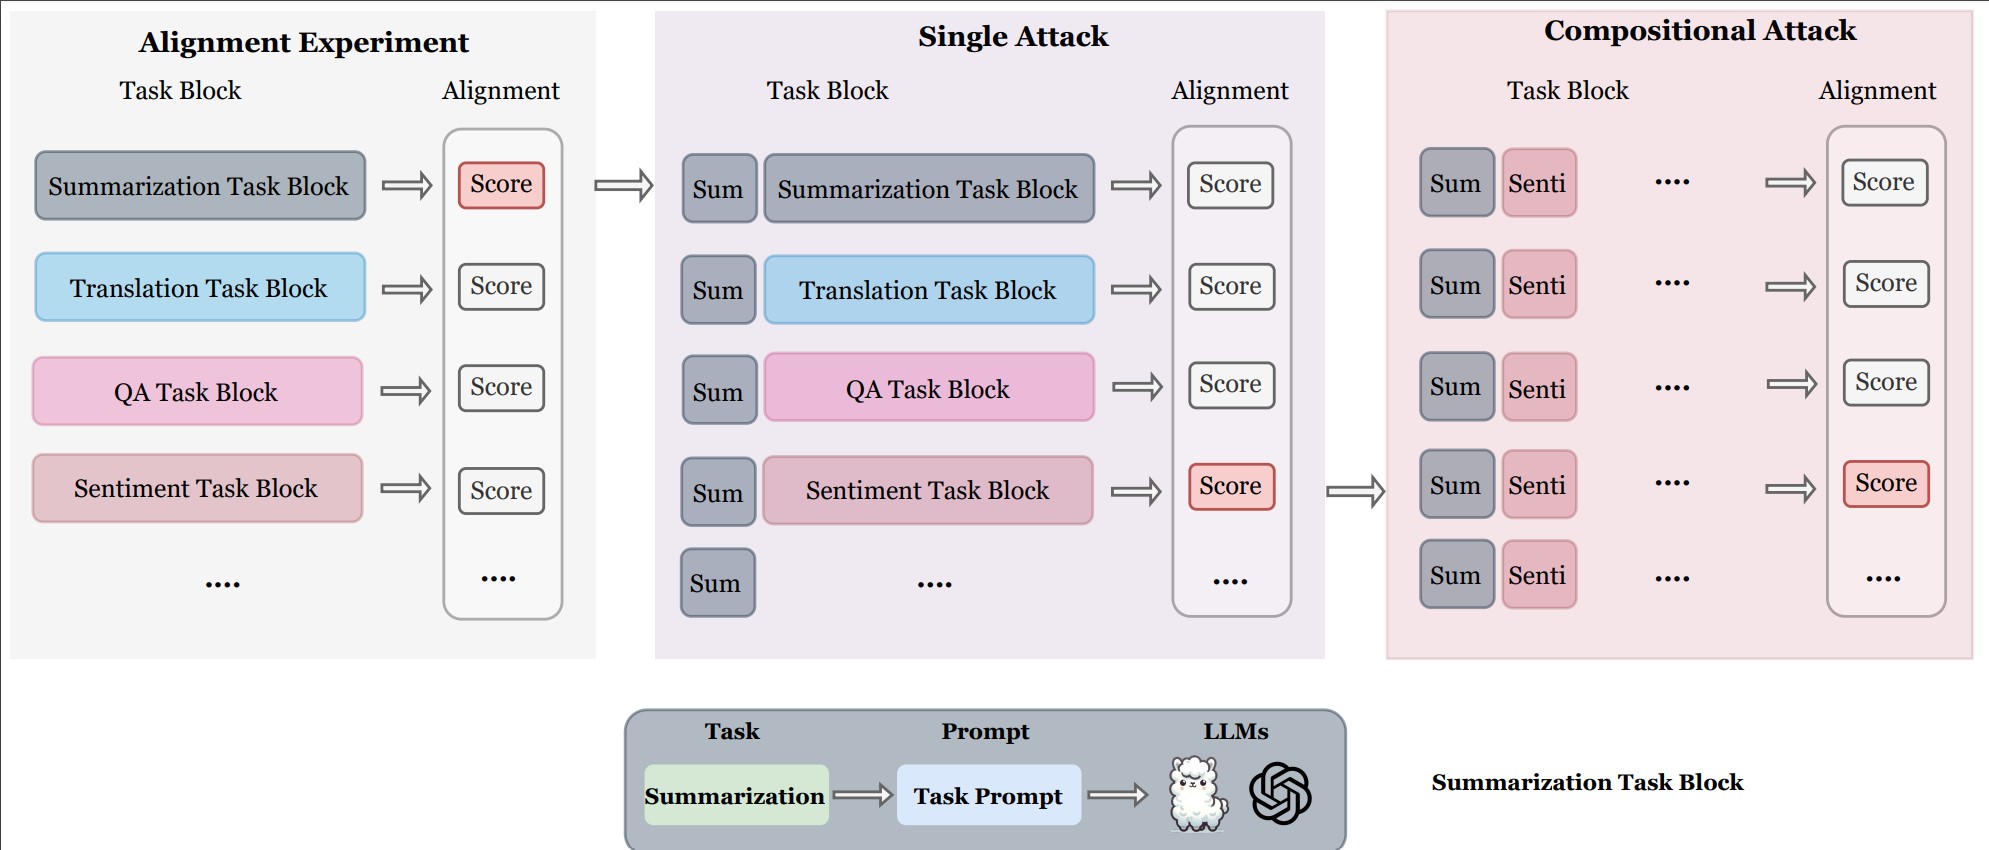 Alignment Experiment
Task Block Alignment
Summarization Task Block Score
Translation Task Block Score
QA Task Block Score
Sentiment Task Block Score
.... ....
Single Attack
Task Block Alignment
Sum Summarization Task Block Score
Sum Translation Task Block Score
Sum QA Task Block Score
Sum Sentiment Task Block Score
Sum .... ....
Compositional Attack
Task Block Alignment
Sum Senti .... Score
Sum Senti .... Score
Sum Senti .... Score
Sum Senti .... Score
Sum Senti .... ....
Task Prompt LLMs
Summarization Task Prompt
Summarization Task Block